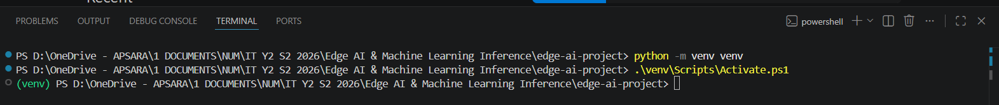 PROBLEMS OUTPUT DEBUG CONSOLE TERMINAL PORTS powershell
PS D:\OneDrive - APSARA\1 DOCUMENTS\NUM\IT Y2 S2 2026\Edge AI & Machine Learning Inference\edge-ai-project> python -m venv venv
PS D:\OneDrive - APSARA\1 DOCUMENTS\NUM\IT Y2 S2 2026\Edge AI & Machine Learning Inference\edge-ai-project> .\venv\Scripts\Activate.ps1
(venv) PS D:\OneDrive - APSARA\1 DOCUMENTS\NUM\IT Y2 S2 2026\Edge AI & Machine Learning Inference\edge-ai-project>